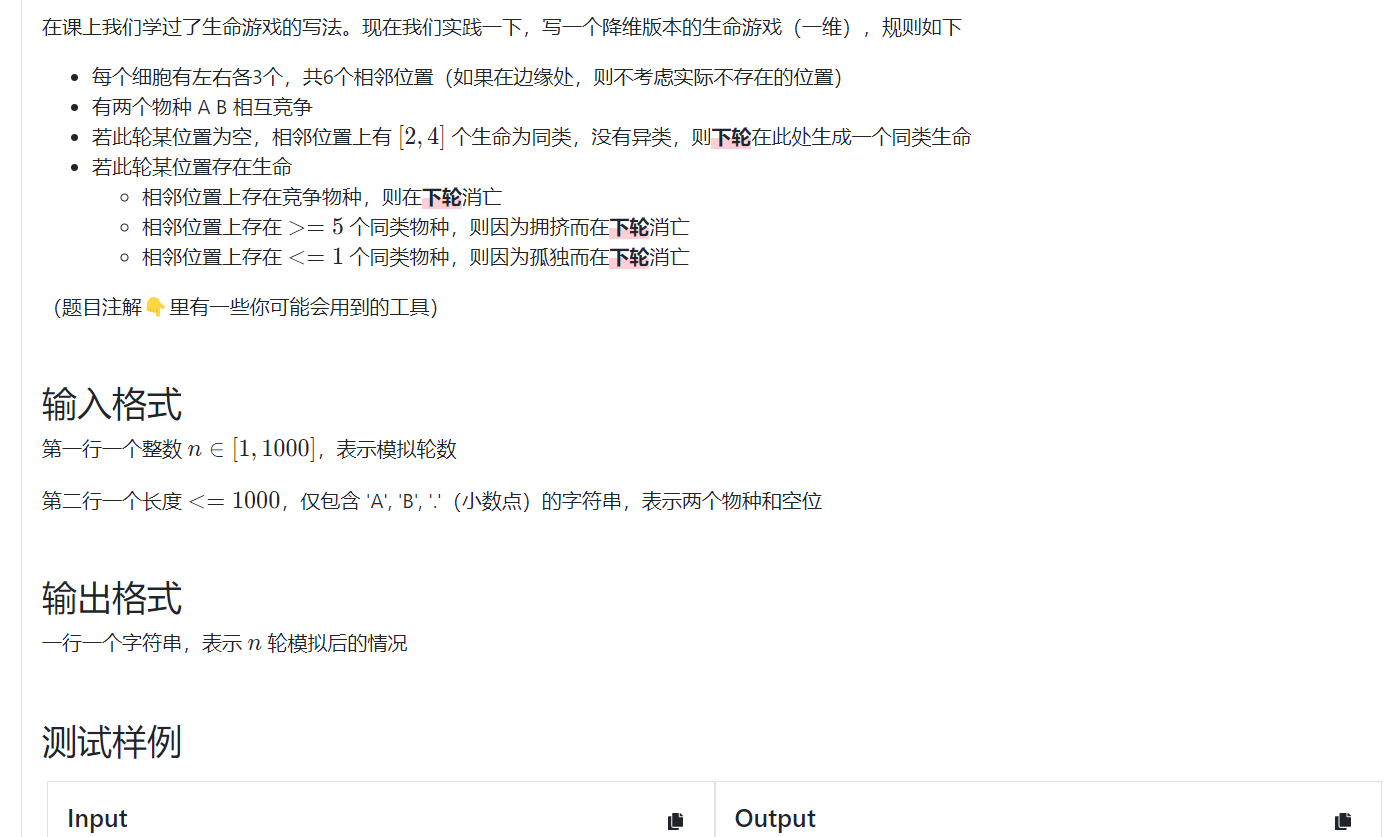 在课上我们学过了生命游戏的写法。现在我们实践一下，写一个降维版本的生命游戏（一维），规则如下
• 每个细胞有左右各3个，共6个相邻位置（如果在边缘处，则不考虑实际不存在的位置）
• 有两个物种 A B 相互竞争
• 若此轮某位置为空，相邻位置上有 [2, 4] 个生命为同类，没有异类，则下轮在此处生成一个同类生命
• 若此轮某位置存在生命
○ 相邻位置上存在竞争物种，则在下轮消亡
○ 相邻位置上存在 >= 5 个同类物种，则因为拥挤而在下轮消亡
○ 相邻位置上存在 <= 1 个同类物种，则因为孤独而在下轮消亡
（题目注解👇里有一些你可能会用到的工具）
输入格式
第一行一个整数 n ∈ [1, 1000]，表示模拟轮数
第二行一个长度 <= 1000，仅包含 'A', 'B', '.'（小数点）的字符串，表示两个物种和空位
输出格式
一行一个字符串，表示 n 轮模拟后的情况
测试样例
Input
Output